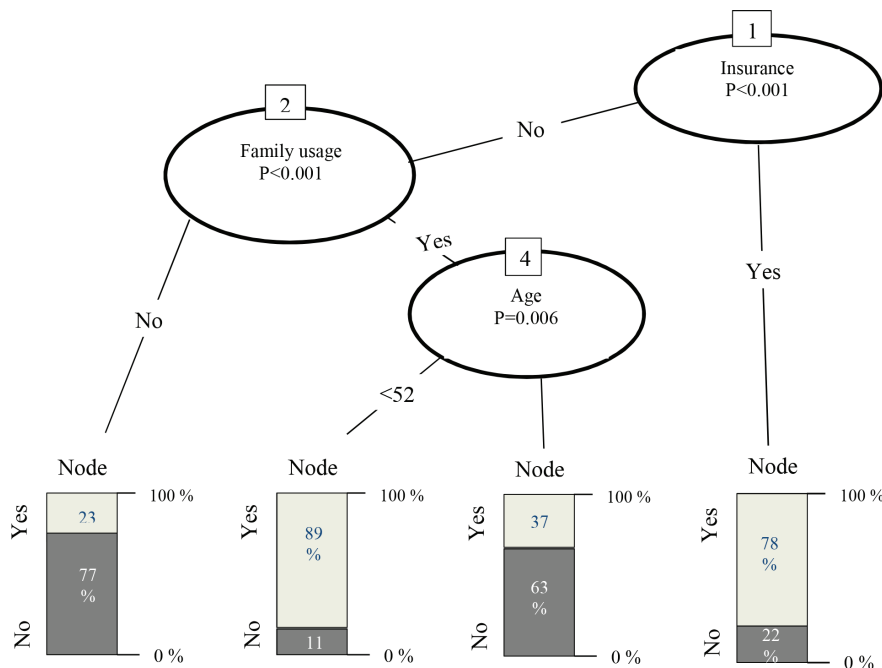 1
Insurance
P<0.001
2
Family usage
P<0.001
No
Yes
4
Age
P=0.006
Yes
No
<52
Node
Node
Node
Node
Yes
23
77
%
No
100 %
0 %
Yes
89
%
11
No
100 %
0 %
Yes
37
63
%
No
100 %
0 %
Yes
78
%
22
%
No
100 %
0 %